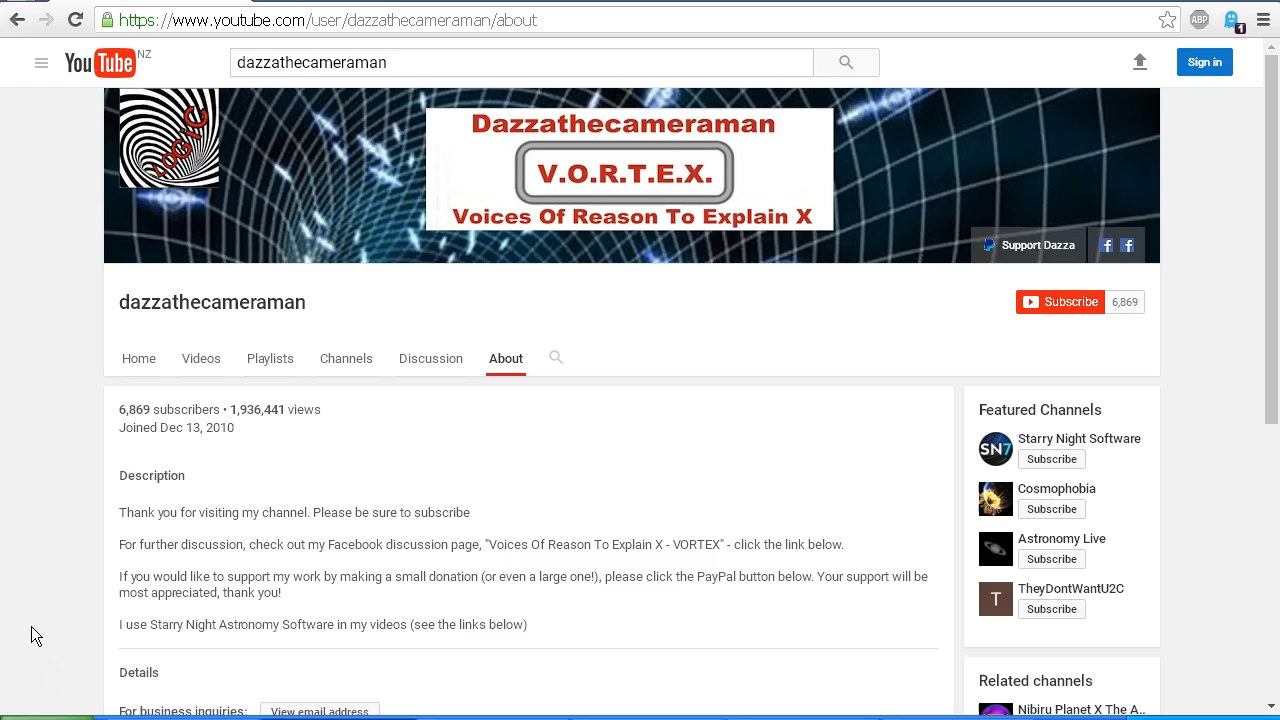 https://www.youtube.com/user/dazzathecameraman/about
ABP
1
YouTube NZ
dazzathecameraman
Sign in
LOGIC
Dazzathecameraman
V.O.R.T.E.X.
Voices Of Reason To Explain X
Support Dazza
dazzathecameraman
Subscribe 6,869
Home Videos Playlists Channels Discussion About
6,869 subscribers • 1,936,441 views
Joined Dec 13, 2010
Description
Thank you for visiting my channel. Please be sure to subscribe
For further discussion, check out my Facebook discussion page, "Voices Of Reason To Explain X - VORTEX" - click the link below.
If you would like to support my work by making a small donation (or even a large one!), please click the PayPal button below. Your support will be
most appreciated, thank you!
I use Starry Night Astronomy Software in my videos (see the links below)
Details
For business inquiries: View email address
Featured Channels
SN7
Starry Night Software
Subscribe
Cosmophobia
Subscribe
Astronomy Live
Subscribe
T
TheyDontWantU2C
Subscribe
Related channels
Nibiru Planet X The A..